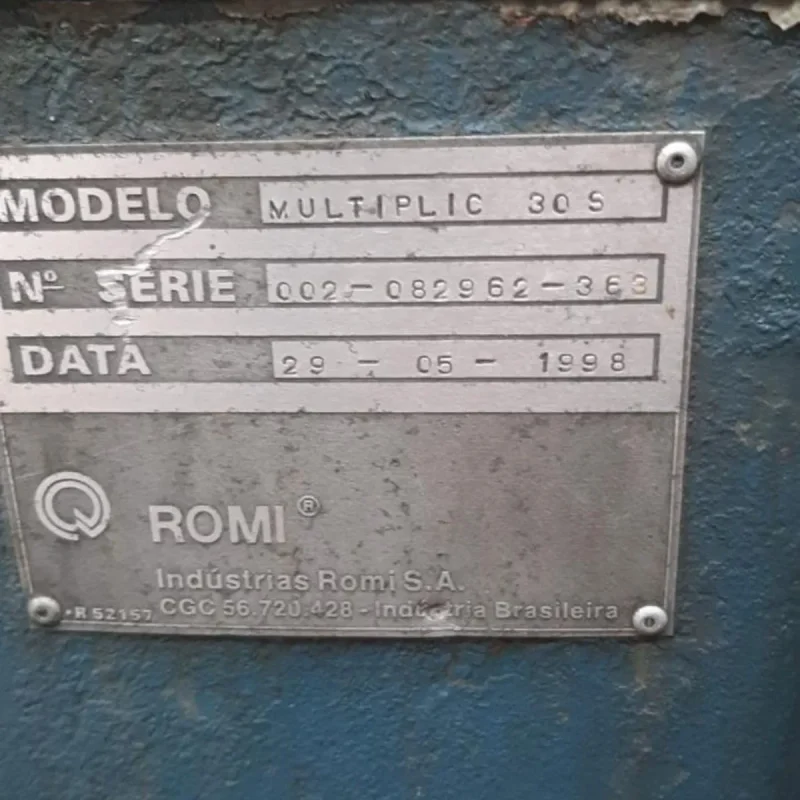 MODELO MULTIPLIC 30 S
Nº SÉRIE 002-082962-363
DATA 29 - 05 - 1998
ROMI ®
Indústrias Romi S.A.
R 52157 CGC 56.720.428 - Indústria Brasileira